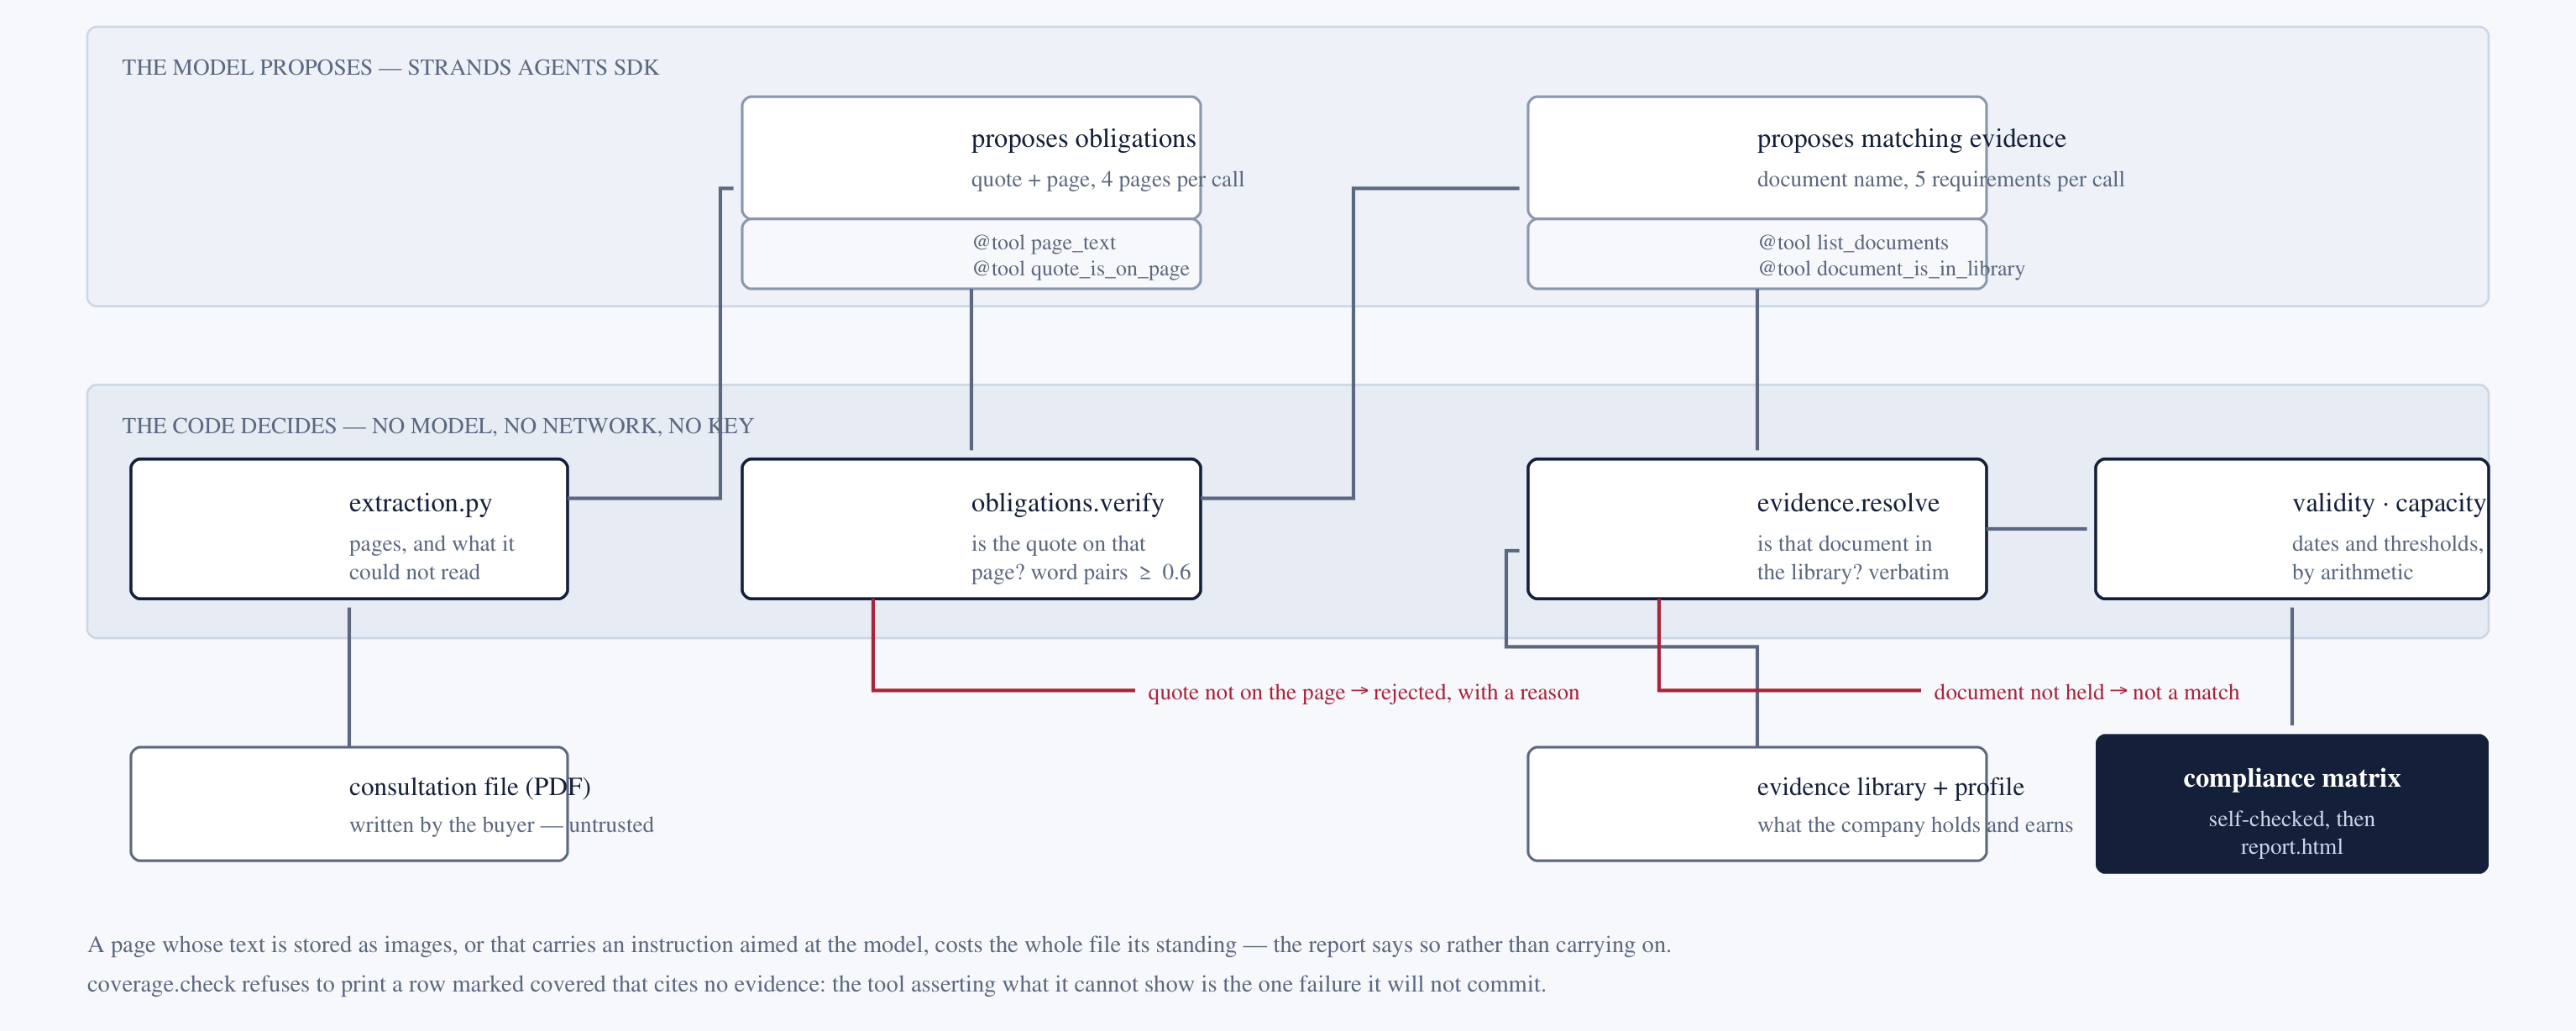 THE MODEL PROPOSES — STRANDS AGENTS SDK
proposes obligations
quote + page, 4 pages per call
@tool page_text
@tool quote_is_on_page
proposes matching evidence
document name, 5 requirements per call
@tool list_documents
@tool document_is_in_library
THE CODE DECIDES — NO MODEL, NO NETWORK, NO KEY
extraction.py
pages, and what it
could not read
obligations.verify
is the quote on that
page? word pairs ≥ 0.6
evidence.resolve
is that document in
the library? verbatim
validity · capacity
dates and thresholds,
by arithmetic
quote not on the page → rejected, with a reason
document not held → not a match
consultation file (PDF)
written by the buyer — untrusted
evidence library + profile
what the company holds and earns
compliance matrix
self-checked, then
report.html
A page whose text is stored as images, or that carries an instruction aimed at the model, costs the whole file its standing — the report says so rather than carrying on.
coverage.check refuses to print a row marked covered that cites no evidence: the tool asserting what it cannot show is the one failure it will not commit.